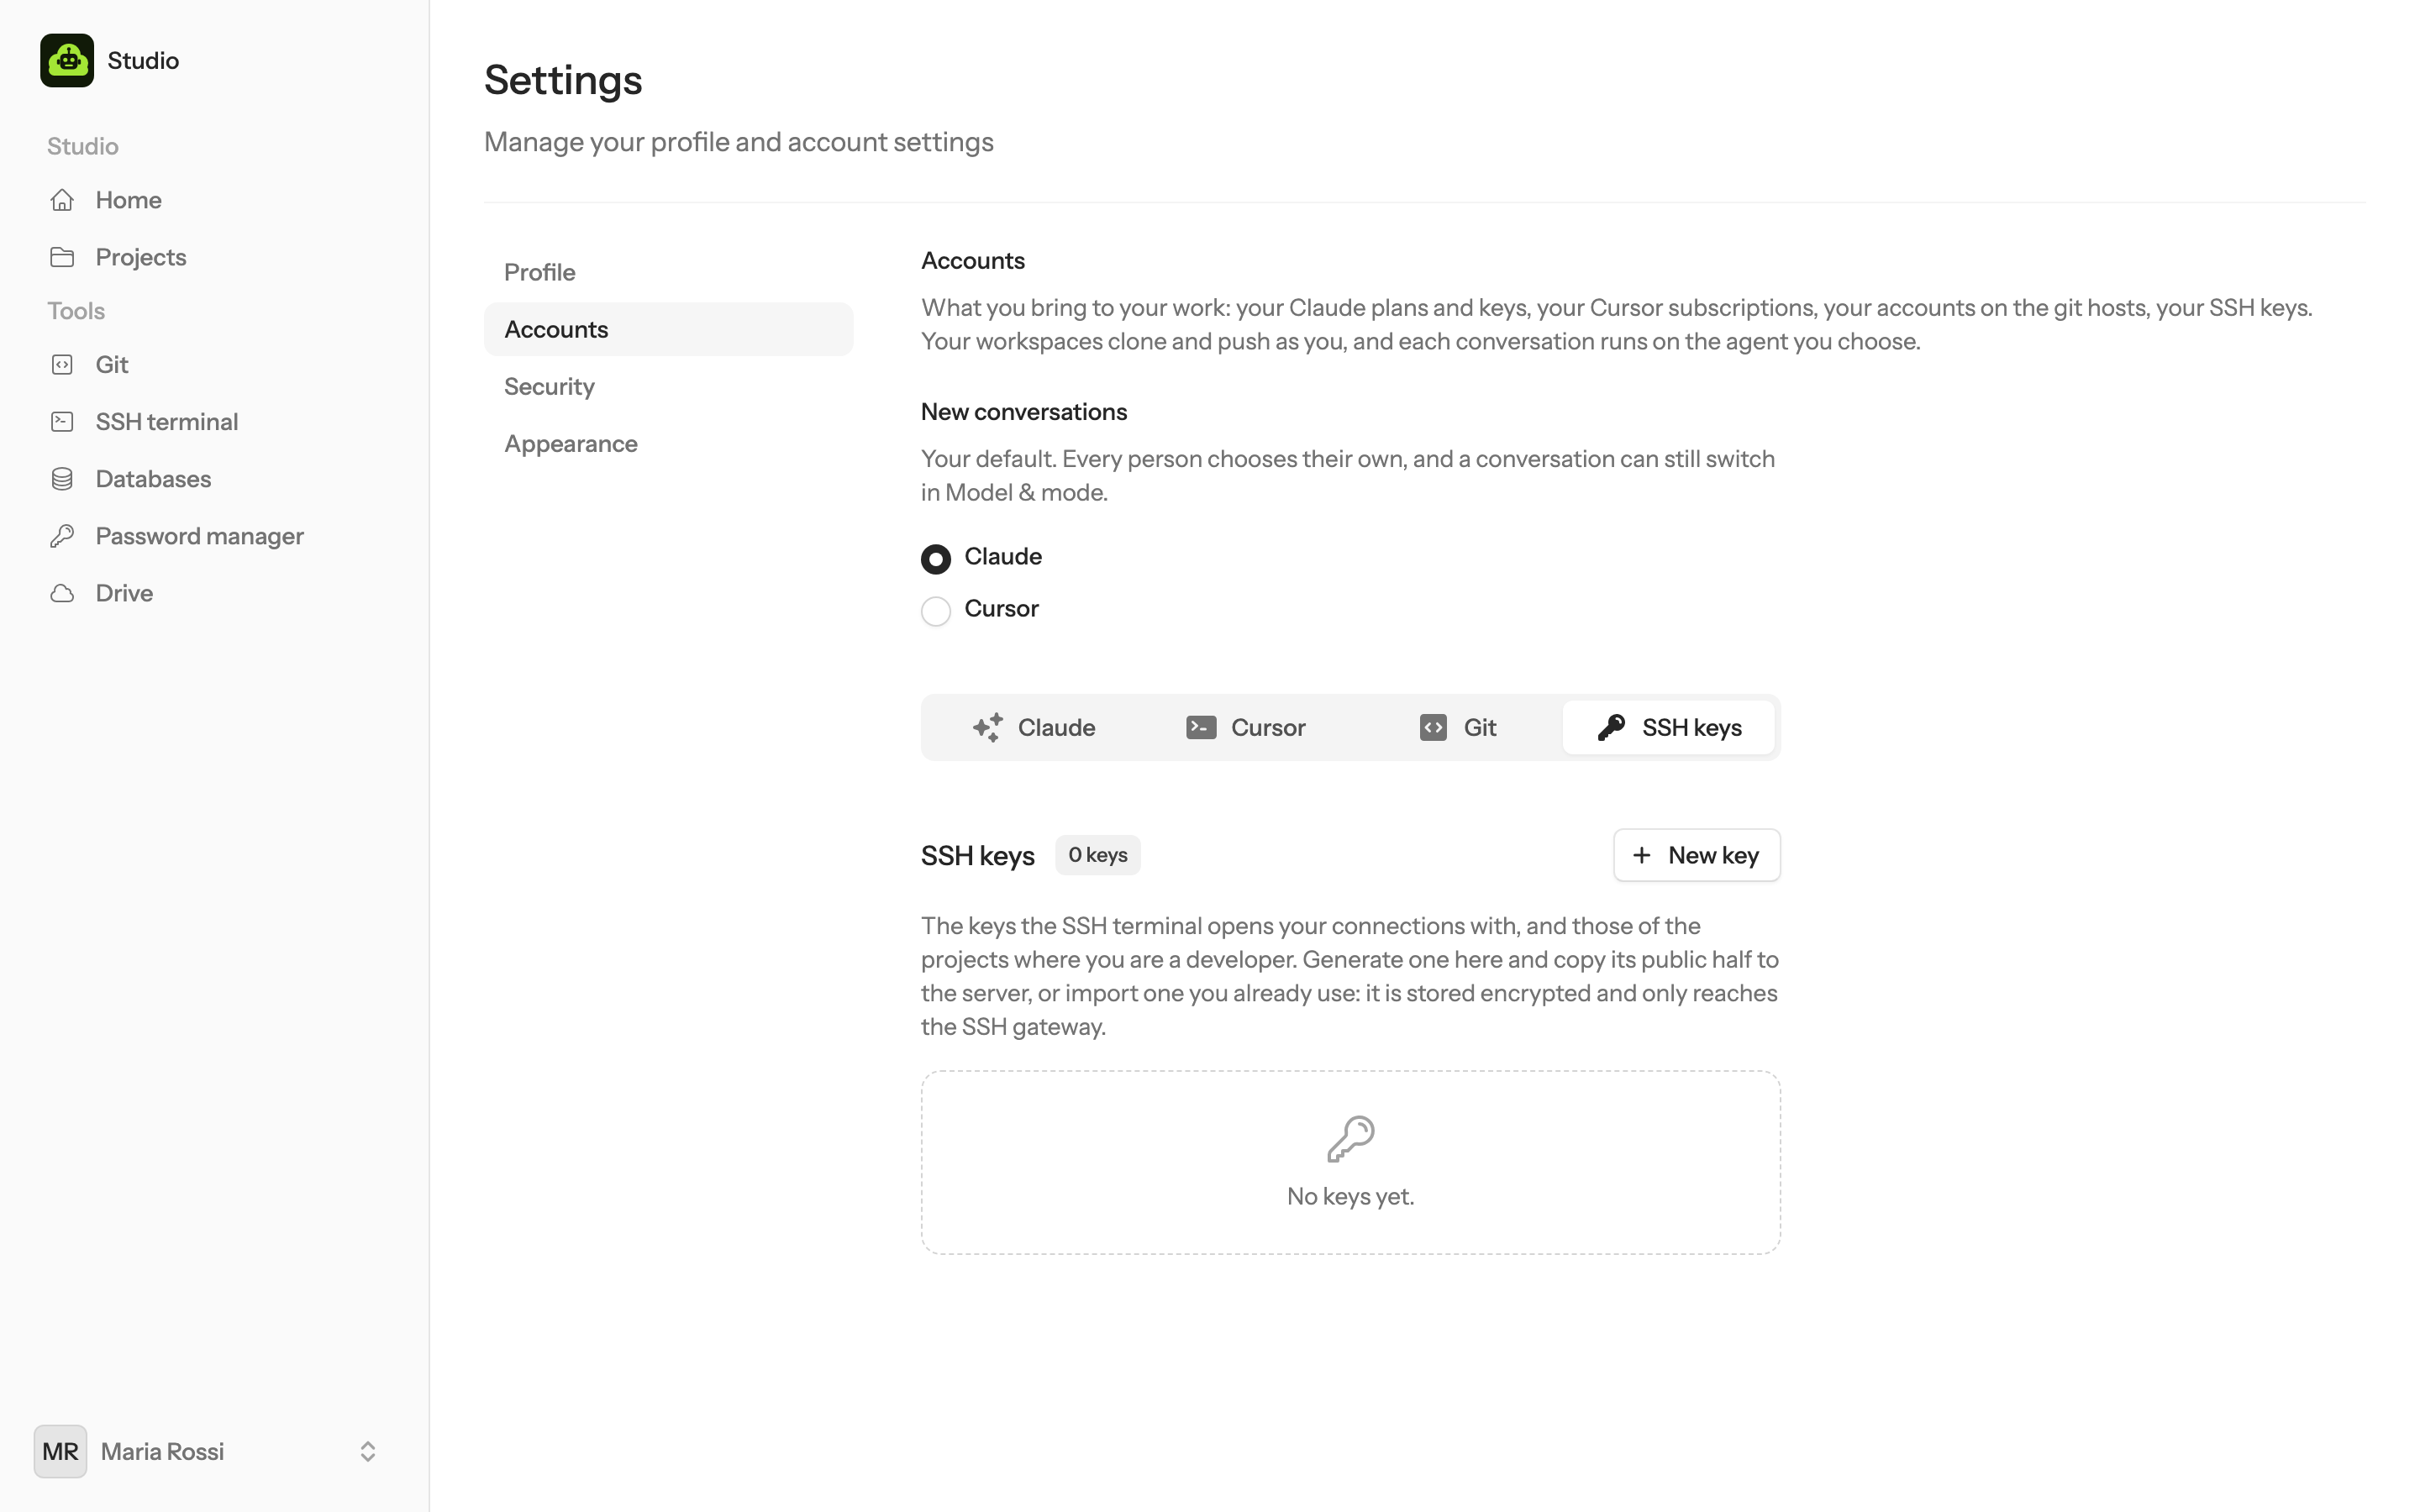 Studio
Studio
Home
Projects
Tools
Git
SSH terminal
Databases
Password manager
Drive
MR
Maria Rossi
Settings
Manage your profile and account settings
Profile
Accounts
Security
Appearance
Accounts
What you bring to your work: your Claude plans and keys, your Cursor subscriptions, your accounts on the git hosts, your SSH keys.
Your workspaces clone and push as you, and each conversation runs on the agent you choose.
New conversations
Your default. Every person chooses their own, and a conversation can still switch
in Model & mode.
Claude
Cursor
Claude
Cursor
Git
SSH keys
SSH keys
0 keys
New key
The keys the SSH terminal opens your connections with, and those of the
projects where you are a developer. Generate one here and copy its public half to
the server, or import one you already use: it is stored encrypted and only reaches
the SSH gateway.
No keys yet.